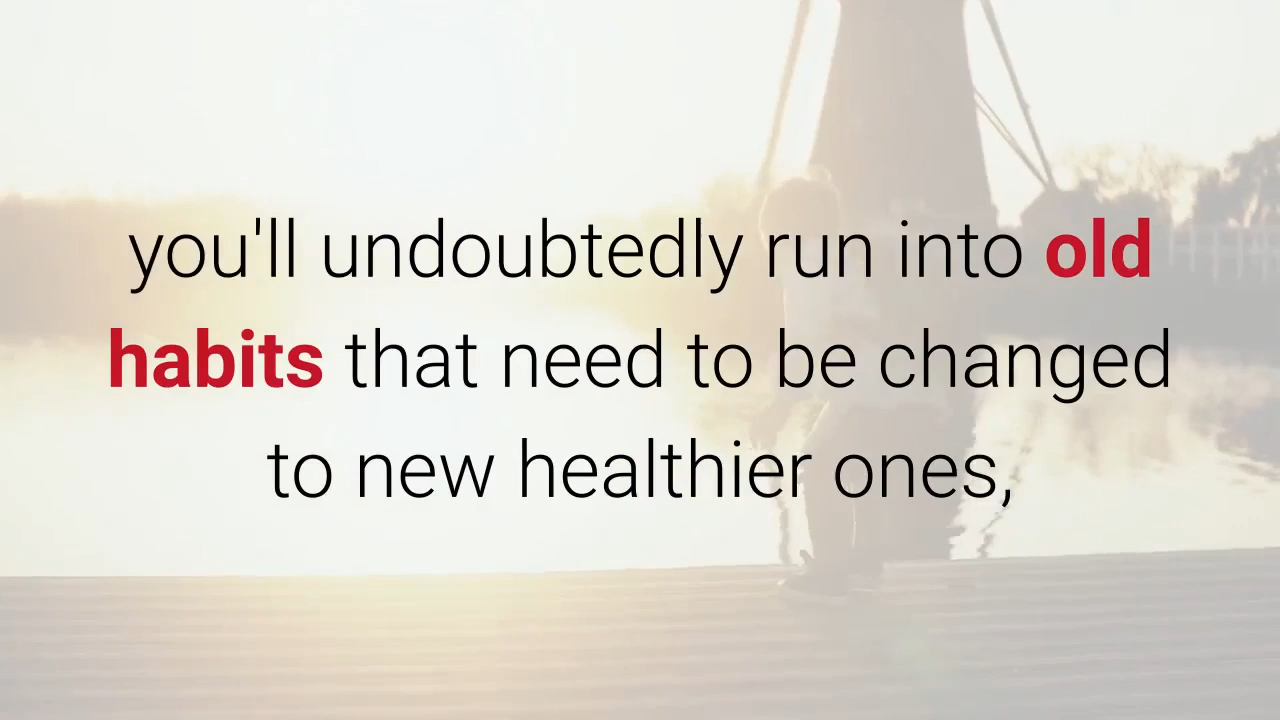 you'll undoubtedly run into old
habits that need to be changed
to new healthier ones,